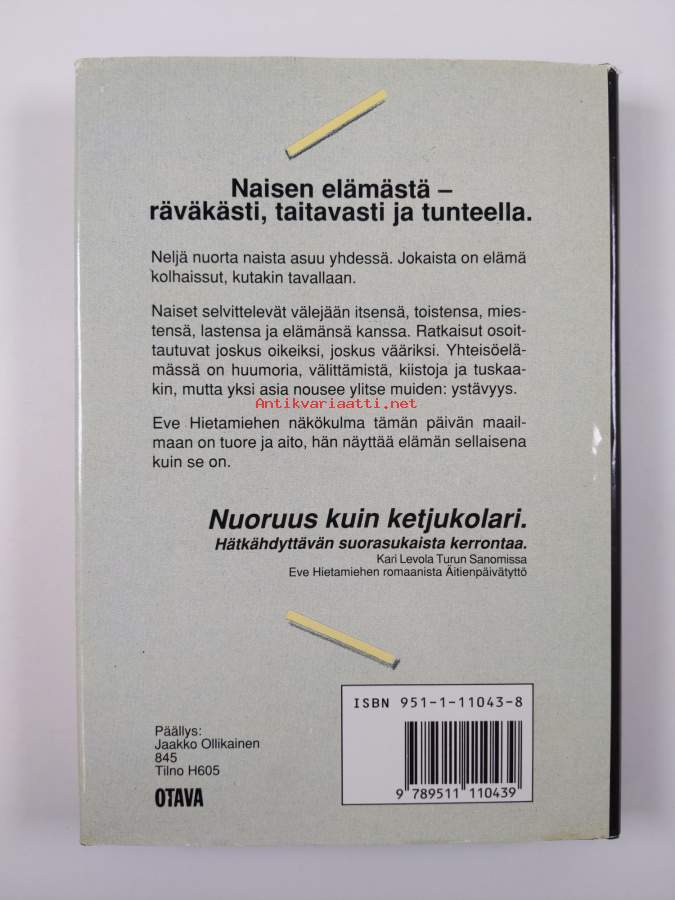 Naisen elämästä –
räväkästi, taitavasti ja tunteella.
Neljä nuorta naista asuu yhdessä. Jokaista on elämä
kolhaissut, kutakin tavallaan.
Naiset selvittelevät välejään itsensä, toistensa, mies-
tensä, lastensa ja elämänsä kanssa. Ratkaisut osoit-
tautuvat joskus oikeiksi, joskus vääriksi. Yhteisöelä-
mässä on huumoria, välittämistä, kiistoja ja tuskaa-
kin, mutta yksi asia nousee ylitse muiden: ystävyys.
Antikvariaatti.net
Eve Hietamiehen näkökulma tämän päivän maail-
maan on tuore ja aito, hän näyttää elämän sellaisena
kuin se on.
Nuoruus kuin ketjukolari.
Hätkähdyttävän suorasukaista kerrontaa.
Kari Levola Turun Sanomissa
Eve Hietamiehen romaanista Äitienpäivätyttö
ISBN 951-1-11043-8
9 789511 110439
Päällys:
Jaakko Ollikainen
845
Tilno H605
OTAVA